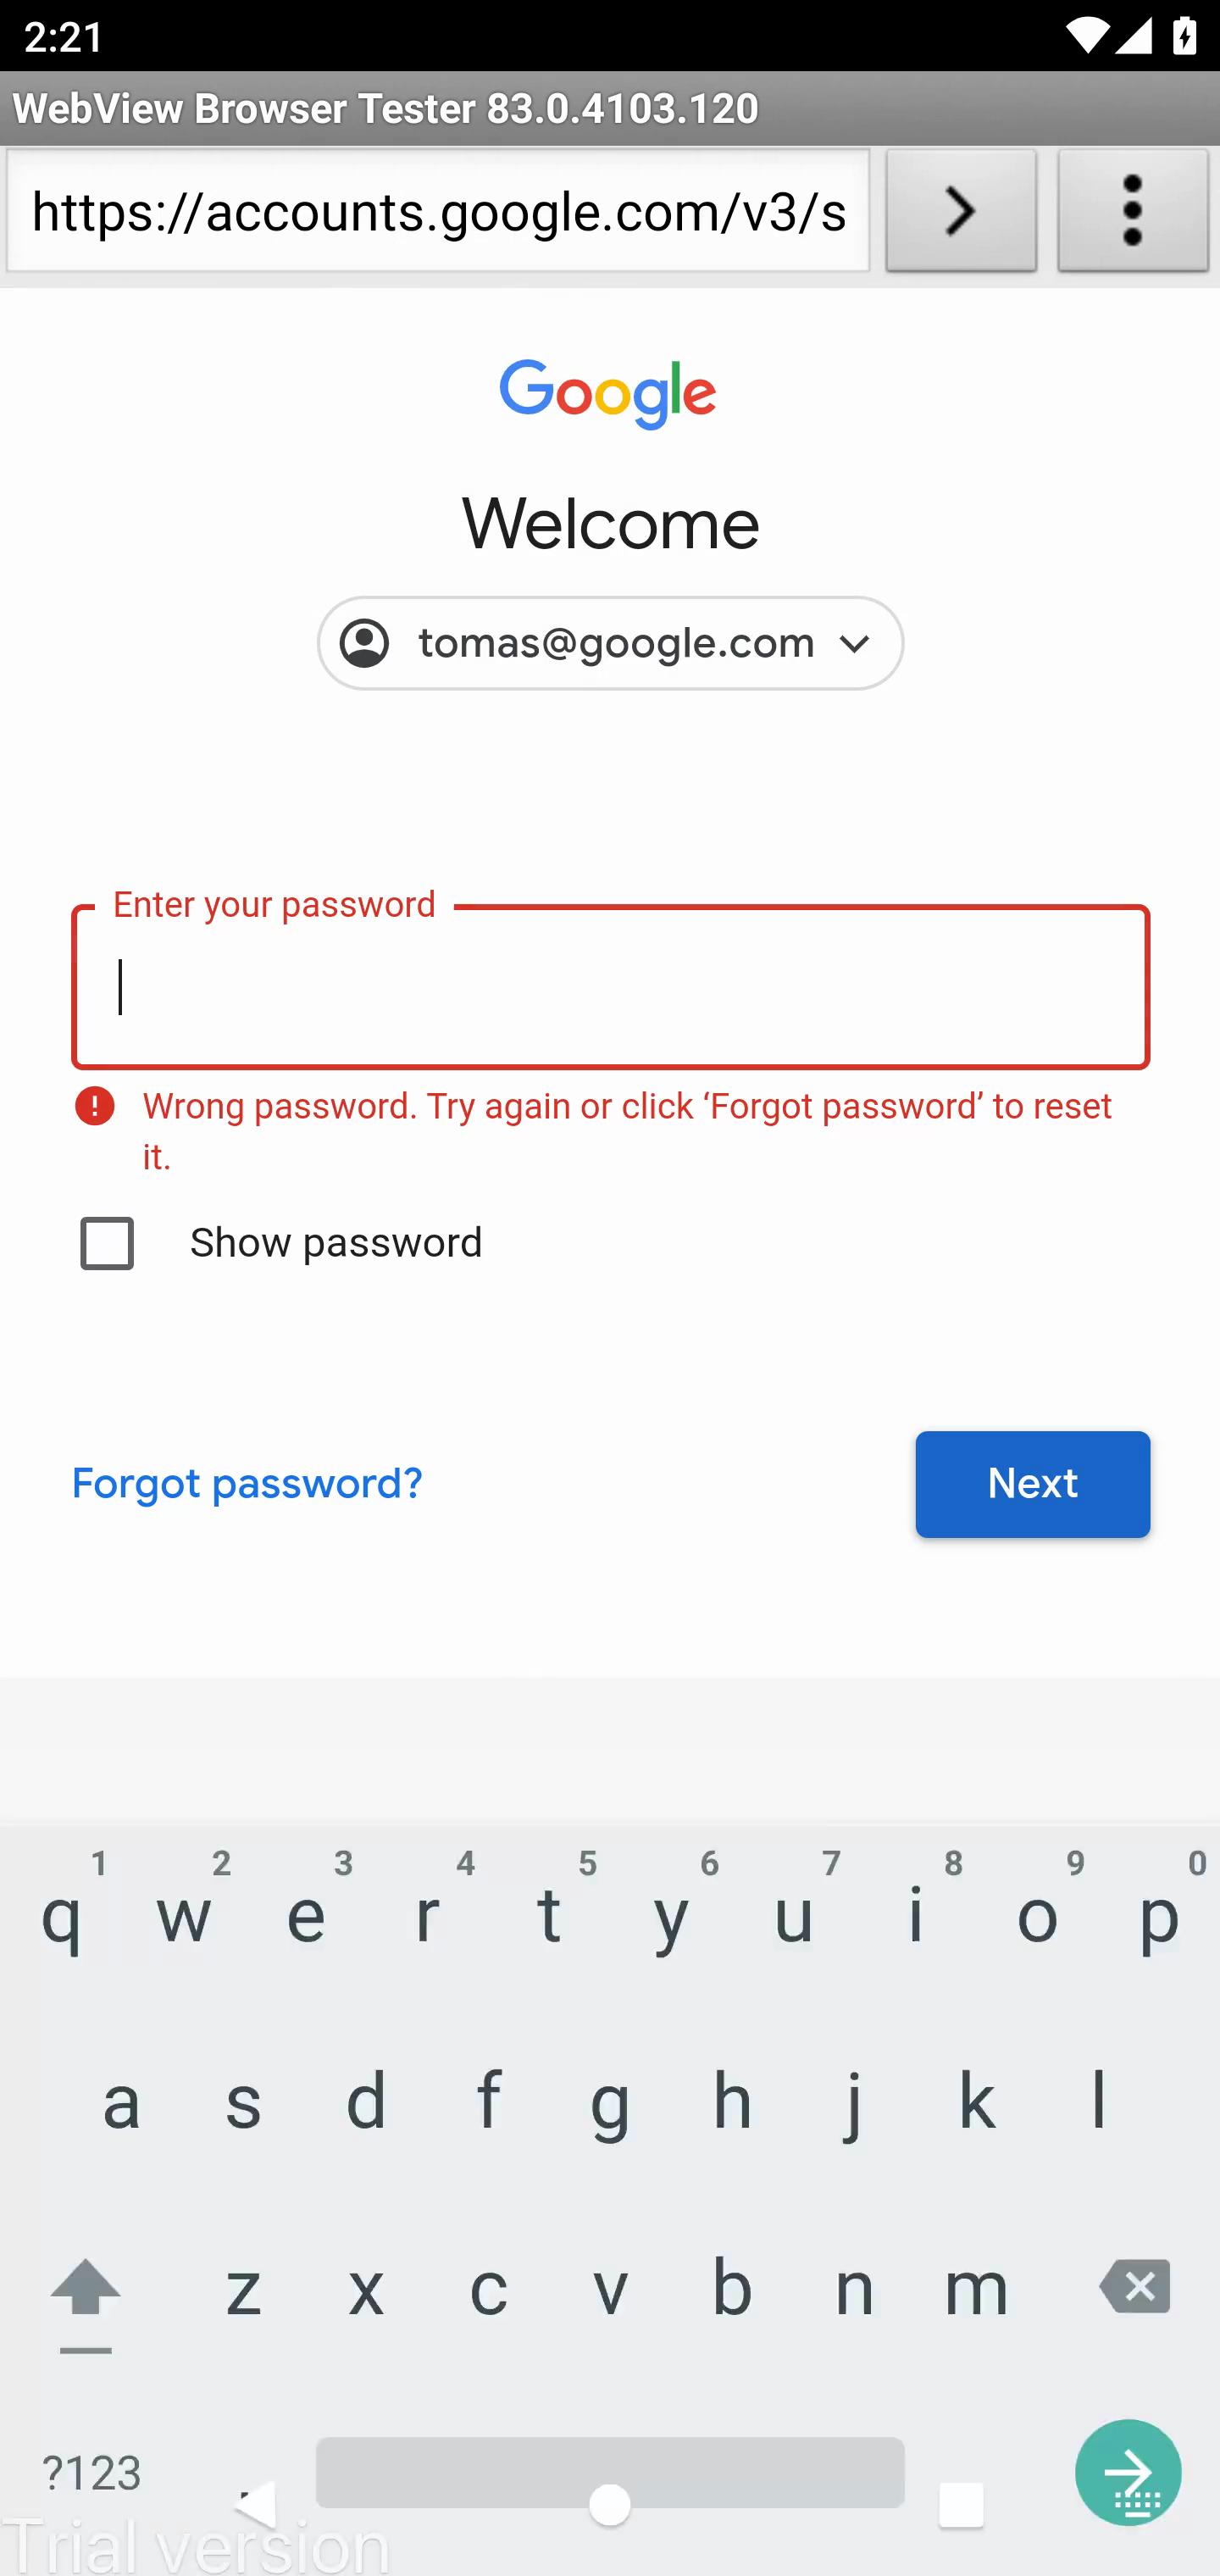 2:21
WebView Browser Tester 83.0.4103.120
https://accounts.google.com/v3/s
Google
Welcome
tomas@google.com
Enter your password
Wrong password. Try again or click ‘Forgot password’ to reset
it.
Show password
Forgot password?
Next
1 2 3 4 5 6 7 8 9 0
q w e r t y u i o p
a s d f g h j k l
z x c v b n m
?123
Trial version